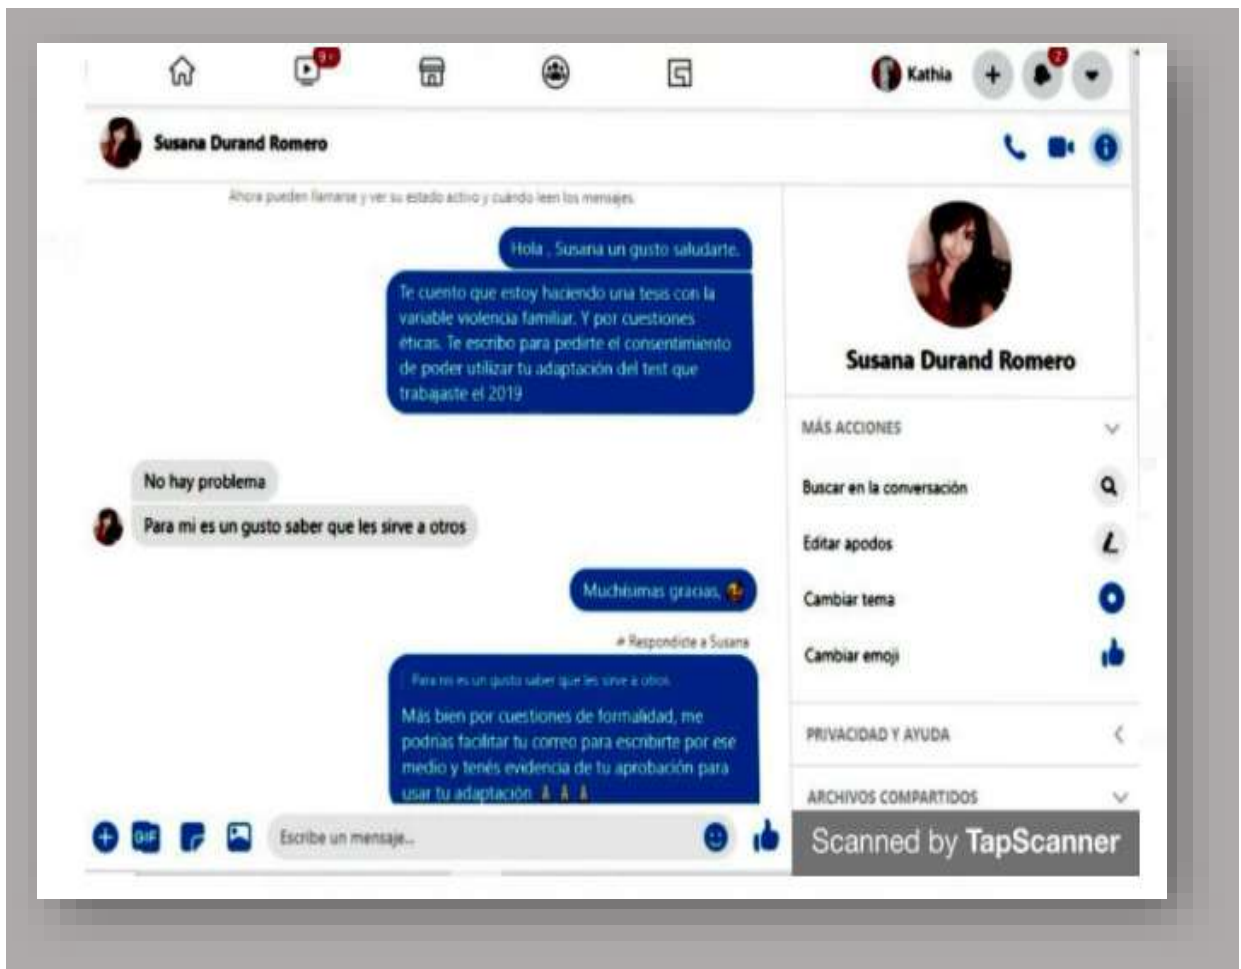 9+
Kathia
2
Susana Durand Romero
Ahora pueden llamarse y ver su estado activo y cuándo leen los mensajes.
Hola , Susana un gusto saludarte.
Te cuento que estoy haciendo una tesis con la
variable violencia familiar. Y por cuestiones
éticas. Te escribo para pedirte el consentimiento
de poder utilizar tu adaptación del test que
trabajaste el 2019
No hay problema
Para mi es un gusto saber que les sirve a otros
Muchísimas gracias,
Respondiste a Susana
Para mi es un gusto saber que les sirve a otros
Más bien por cuestiones de formalidad, me
podrías facilitar tu correo para escribirte por ese
medio y tenés evidencia de tu aprobación para
usar tu adaptación
GIF
Escribe un mensaje...
Susana Durand Romero
MÁS ACCIONES
Buscar en la conversación
Editar apodos
Cambiar tema
Cambiar emoji
PRIVACIDAD Y AYUDA
ARCHIVOS COMPARTIDOS
Scanned by TapScanner